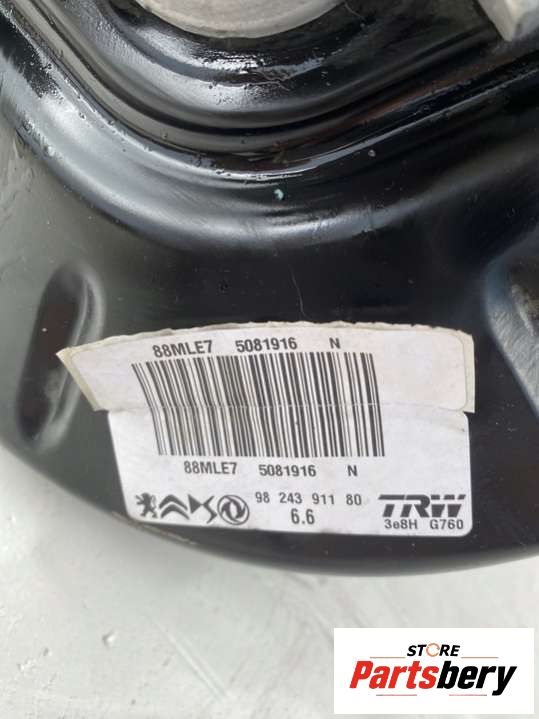 88MLE7 5081916 N
88MLE7 5081916 N
98 243 911 80
6.6
TRW
3e8H G760
STORE
Partsbery